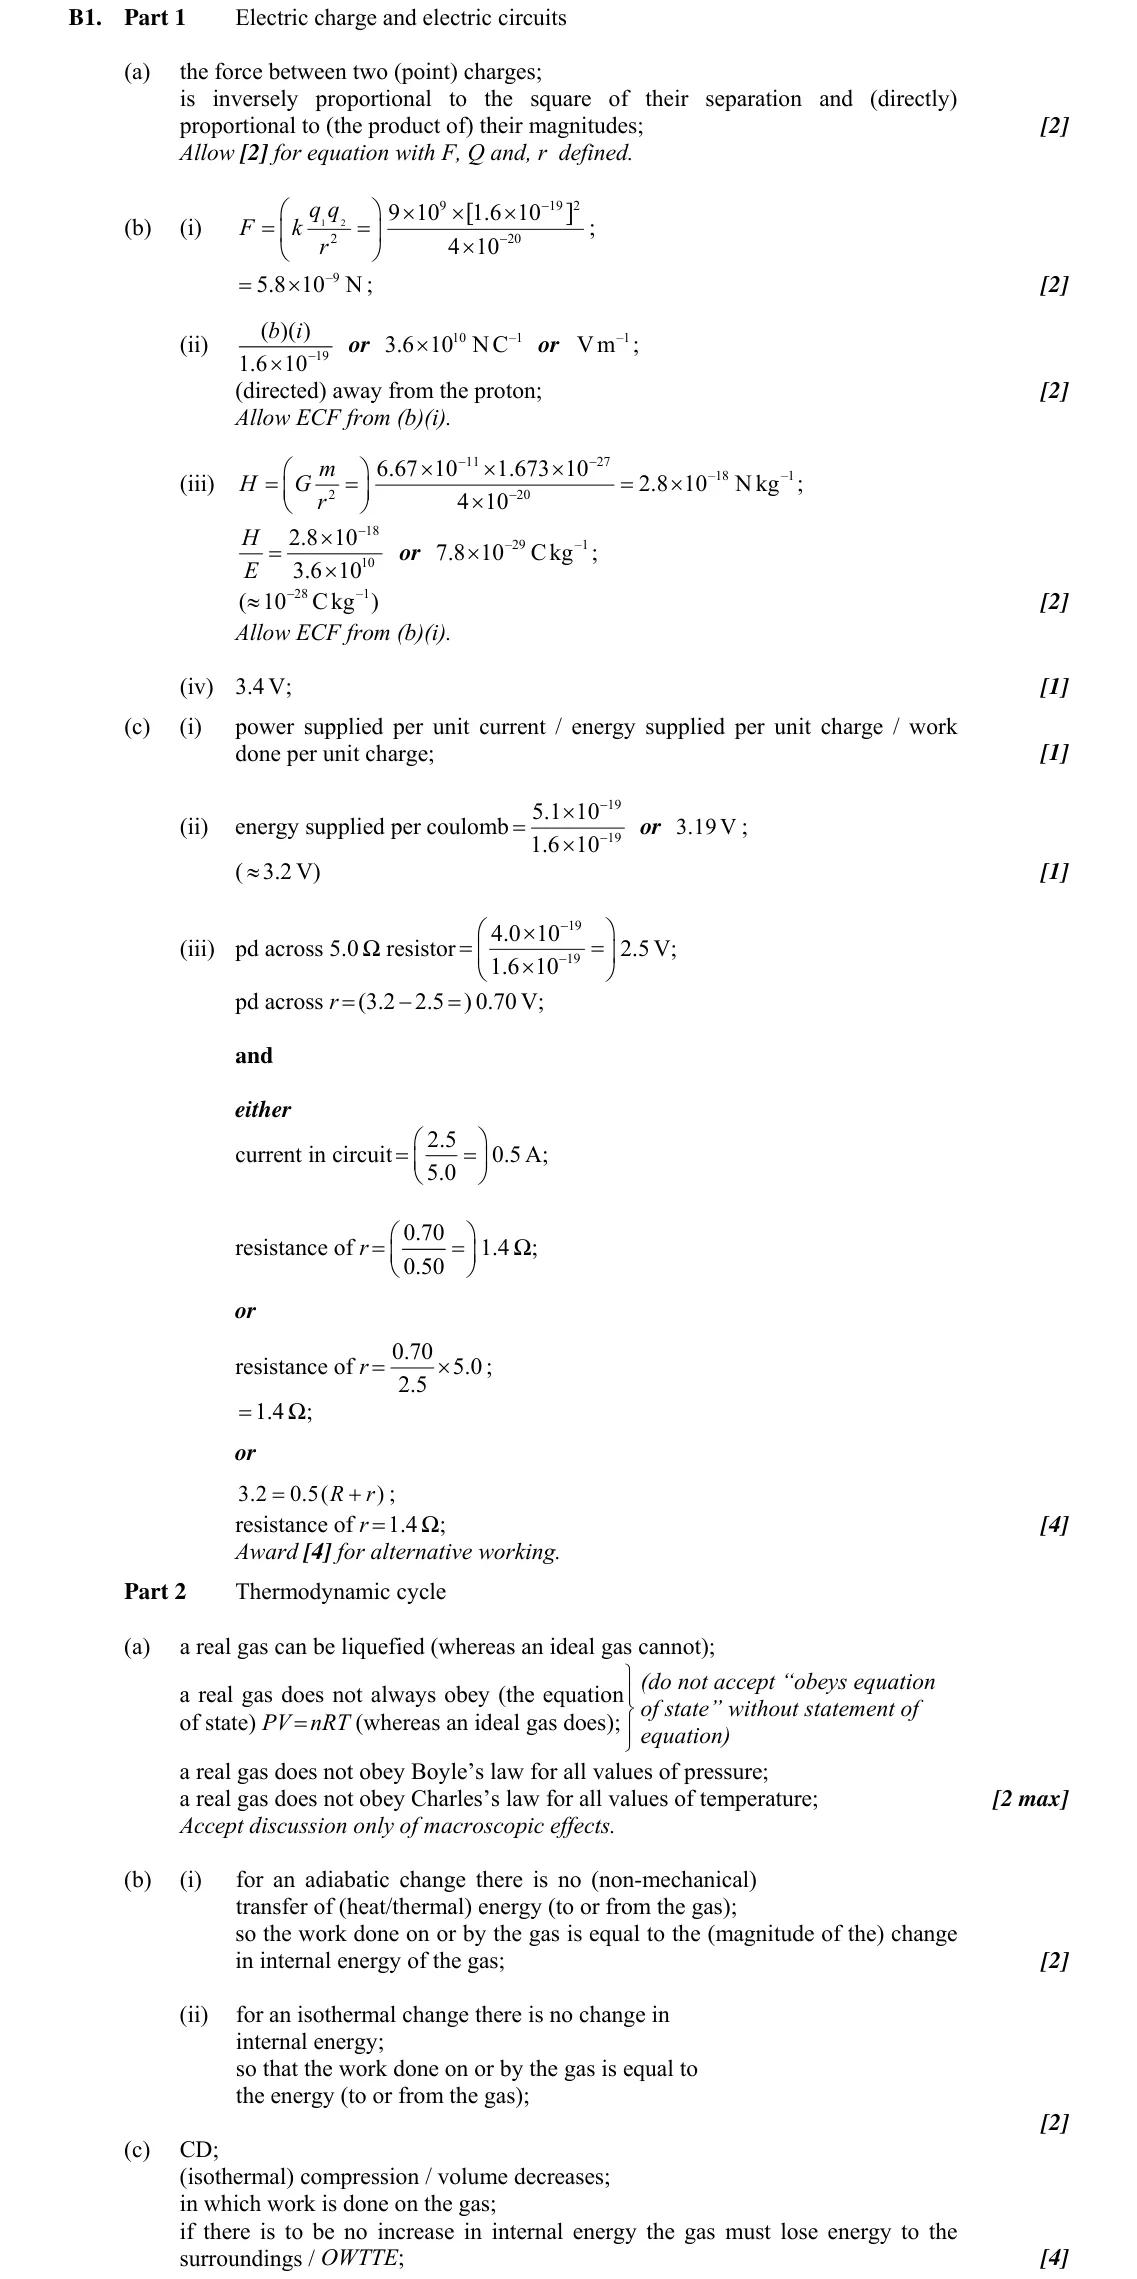 B1. Part 1 Electric charge and electric circuits
(a) the force between two (point) charges;
is inversely proportional to the square of their separation and (directly)
proportional to (the product of) their magnitudes; [2]
Allow [2] for equation with F, Q and, r defined.
(b) (i) F = (k q₁q₂/r² =) 9×10⁹×[1.6×10⁻¹⁹]²/4×10⁻²⁰ ;
= 5.8×10⁻⁹ N ; [2]
(ii) (b)(i)/1.6×10⁻¹⁹ or 3.6×10¹⁰ N C⁻¹ or V m⁻¹ ;
(directed) away from the proton; [2]
Allow ECF from (b)(i).
(iii) H = (G m/r² =) 6.67×10⁻¹¹×1.673×10⁻²⁷/4×10⁻²⁰ = 2.8×10⁻¹⁸ N kg⁻¹ ;
H/E = 2.8×10⁻¹⁸/3.6×10¹⁰ or 7.8×10⁻²⁹ C kg⁻¹ ;
(≈ 10⁻²⁸ C kg⁻¹) [2]
Allow ECF from (b)(i).
(iv) 3.4 V; [1]
(c) (i) power supplied per unit current / energy supplied per unit charge / work
done per unit charge; [1]
(ii) energy supplied per coulomb = 5.1×10⁻¹⁹/1.6×10⁻¹⁹ or 3.19 V ;
( ≈ 3.2 V) [1]
(iii) pd across 5.0 Ω resistor = (4.0×10⁻¹⁹/1.6×10⁻¹⁹ =) 2.5 V;
pd across r = (3.2 − 2.5 = ) 0.70 V;
and
either
current in circuit = (2.5/5.0 =) 0.5 A;
resistance of r = (0.70/0.50 =) 1.4 Ω;
or
resistance of r = 0.70/2.5 × 5.0 ;
= 1.4 Ω;
or
3.2 = 0.5(R + r) ;
resistance of r = 1.4 Ω; [4]
Award [4] for alternative working.
Part 2 Thermodynamic cycle
(a) a real gas can be liquefied (whereas an ideal gas cannot);
a real gas does not always obey (the equation
of state) PV = nRT (whereas an ideal gas does);
(do not accept “obeys equation
of state” without statement of
equation)
a real gas does not obey Boyle’s law for all values of pressure;
a real gas does not obey Charles’s law for all values of temperature; [2 max]
Accept discussion only of macroscopic effects.
(b) (i) for an adiabatic change there is no (non-mechanical)
transfer of (heat/thermal) energy (to or from the gas);
so the work done on or by the gas is equal to the (magnitude of the) change
in internal energy of the gas; [2]
(ii) for an isothermal change there is no change in
internal energy;
so that the work done on or by the gas is equal to
the energy (to or from the gas);
[2]
(c) CD;
(isothermal) compression / volume decreases;
in which work is done on the gas;
if there is to be no increase in internal energy the gas must lose energy to the
surroundings / OWTTE; [4]